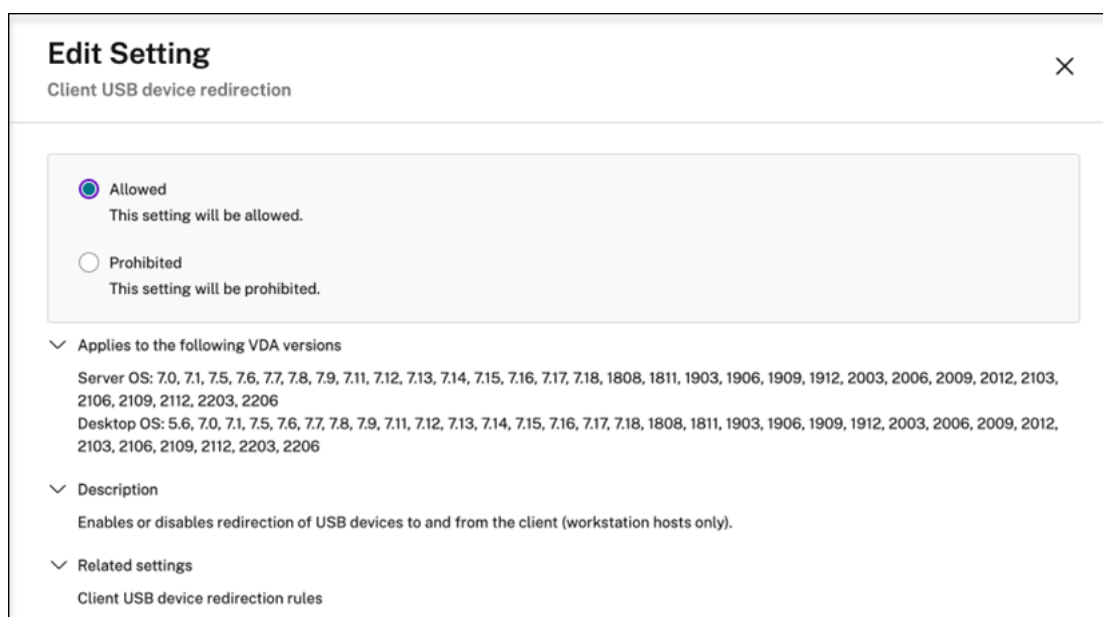 Edit Setting
Client USB device redirection
Allowed
This setting will be allowed.
Prohibited
This setting will be prohibited.
Applies to the following VDA versions
Server OS: 7.0, 7.1, 7.5, 7.6, 7.7, 7.8, 7.9, 7.11, 7.12, 7.13, 7.14, 7.15, 7.16, 7.17, 7.18, 1808, 1811, 1903, 1906, 1909, 1912, 2003, 2006, 2009, 2012, 2103,
2106, 2109, 2112, 2203, 2206
Desktop OS: 5.6, 7.0, 7.1, 7.5, 7.6, 7.7, 7.8, 7.9, 7.11, 7.12, 7.13, 7.14, 7.15, 7.16, 7.17, 7.18, 1808, 1811, 1903, 1906, 1909, 1912, 2003, 2006, 2009, 2012,
2103, 2106, 2109, 2112, 2203, 2206
Description
Enables or disables redirection of USB devices to and from the client (workstation hosts only).
Related settings
Client USB device redirection rules